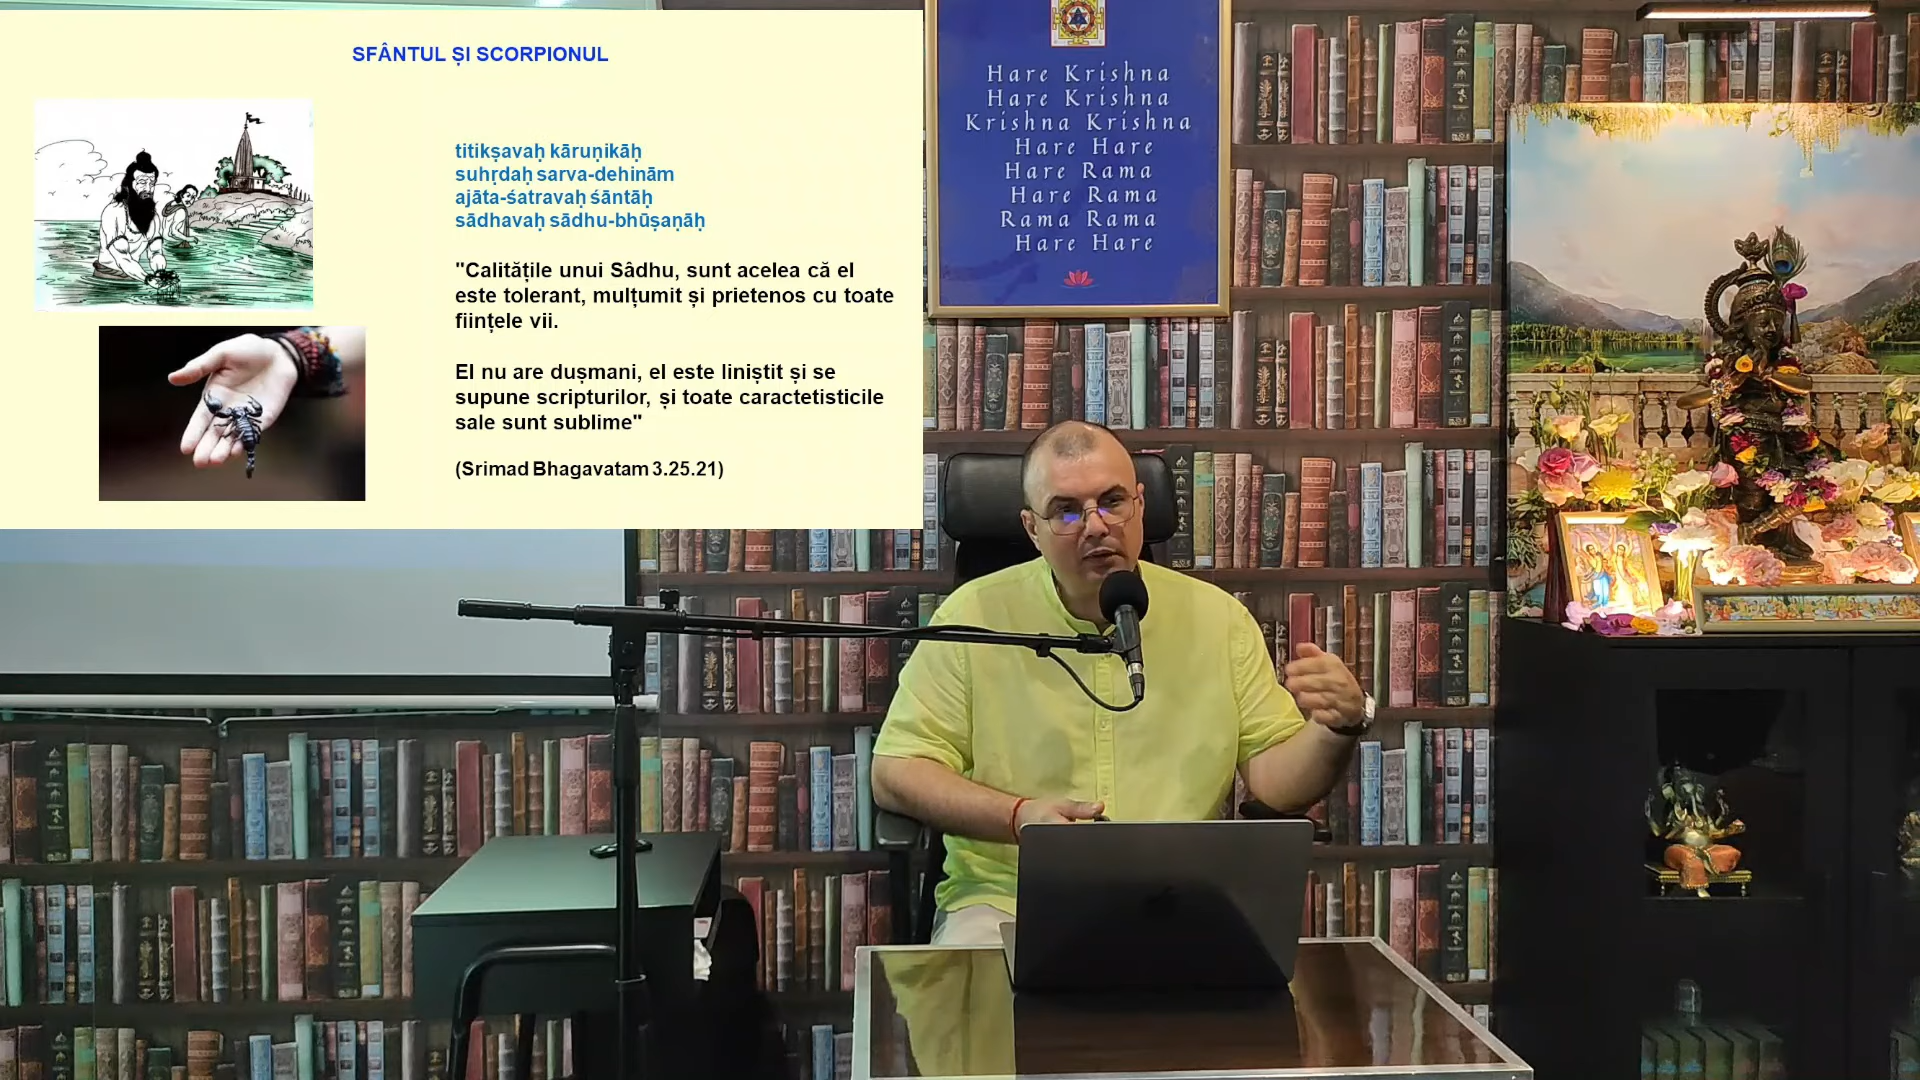 SFÂNTUL ȘI SCORPIONUL
titikṣavaḥ kāruṇikāḥ
suhṛdaḥ sarva-dehinām
ajāta-śatravaḥ śāntāḥ
sādhavaḥ sādhu-bhūṣaṇāḥ
"Calitățile unui Sâdhu, sunt acelea că el
este tolerant, mulțumit și prietenos cu toate
ființele vii.
El nu are dușmani, el este liniștit și se
supune scripturilor, și toate caractetisticile
sale sunt sublime"
(Srimad Bhagavatam 3.25.21)
Hare Krishna
Hare Krishna
Krishna Krishna
Hare Hare
Hare Rama
Hare Rama
Rama Rama
Hare Hare